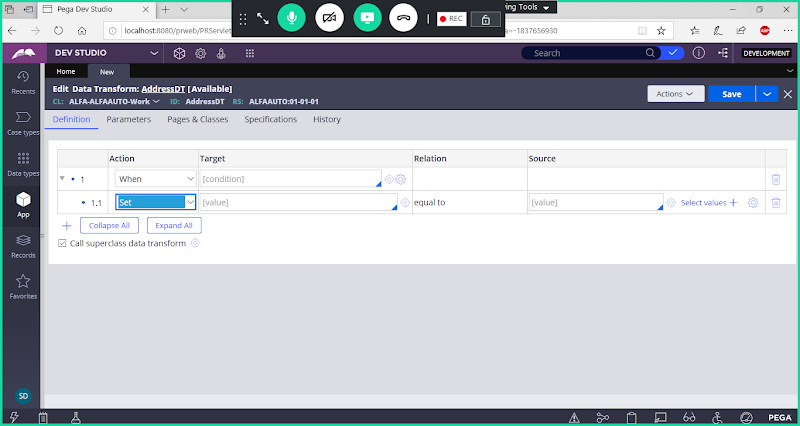 Pega Dev Studio
ving Tools
REC
localhost:8080/prweb/PRServlet
a=-1837656930
DEV STUDIO
Search
DEVELOPMENT
Home
New
Recents
Case types
Data types
App
Records
Favorites
SD
Edit Data Transform: AddressDT [Available]
CL: ALFA-ALFAAUTO-Work ID: AddressDT RS: ALFAAUTO:01-01-01
Actions
Save
Definition Parameters Pages & Classes Specifications History
Action Target Relation Source
1 When [condition]
1.1 Set [value] equal to [value] Select values
Collapse All Expand All
Call superclass data transform
PEGA